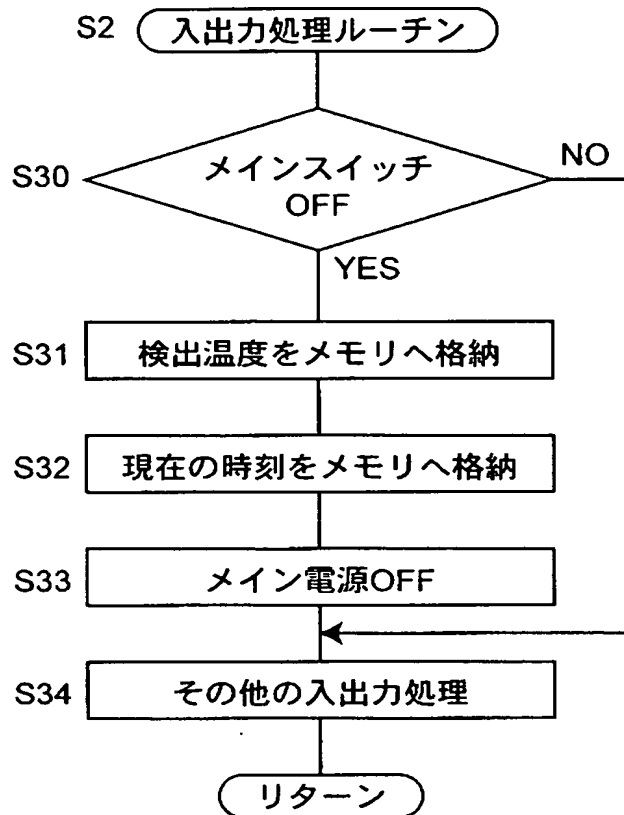 S2 入出力処理ルーチン
S30 メインスイッチ
OFF
NO
YES
S31 検出温度をメモリへ格納
S32 現在の時刻をメモリへ格納
S33 メイン電源OFF
S34 その他の入出力処理
リターン